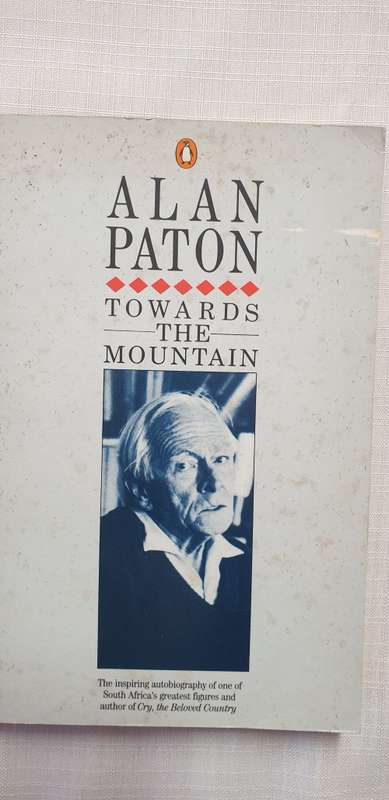 ALAN
PATON
TOWARDS
THE
MOUNTAIN
The inspiring autobiography of one of
South Africa's greatest figures and
author of Cry, the Beloved Country